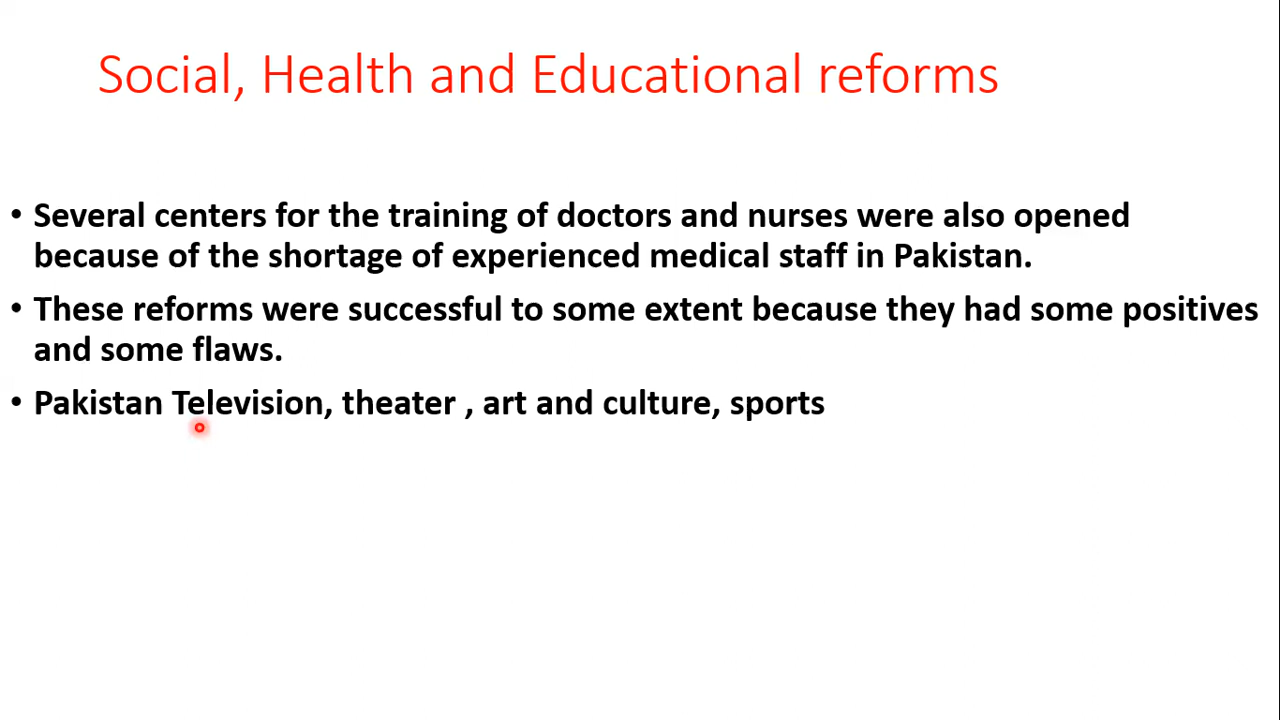 Social, Health and Educational reforms
• Several centers for the training of doctors and nurses were also opened
because of the shortage of experienced medical staff in Pakistan.
• These reforms were successful to some extent because they had some positives
and some flaws.
• Pakistan Television, theater , art and culture, sports